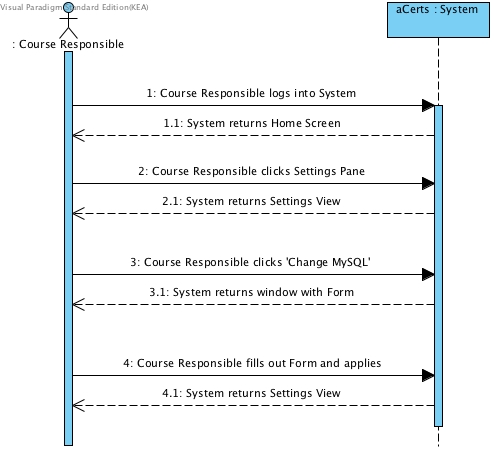 Visual Paradigm Standard Edition(KEA)
aCerts : System
: Course Responsible
1: Course Responsible logs into System
1.1: System returns Home Screen
2: Course Responsible clicks Settings Pane
2.1: System returns Settings View
3: Course Responsible clicks 'Change MySQL'
3.1: System returns window with Form
4: Course Responsible fills out Form and applies
4.1: System returns Settings View